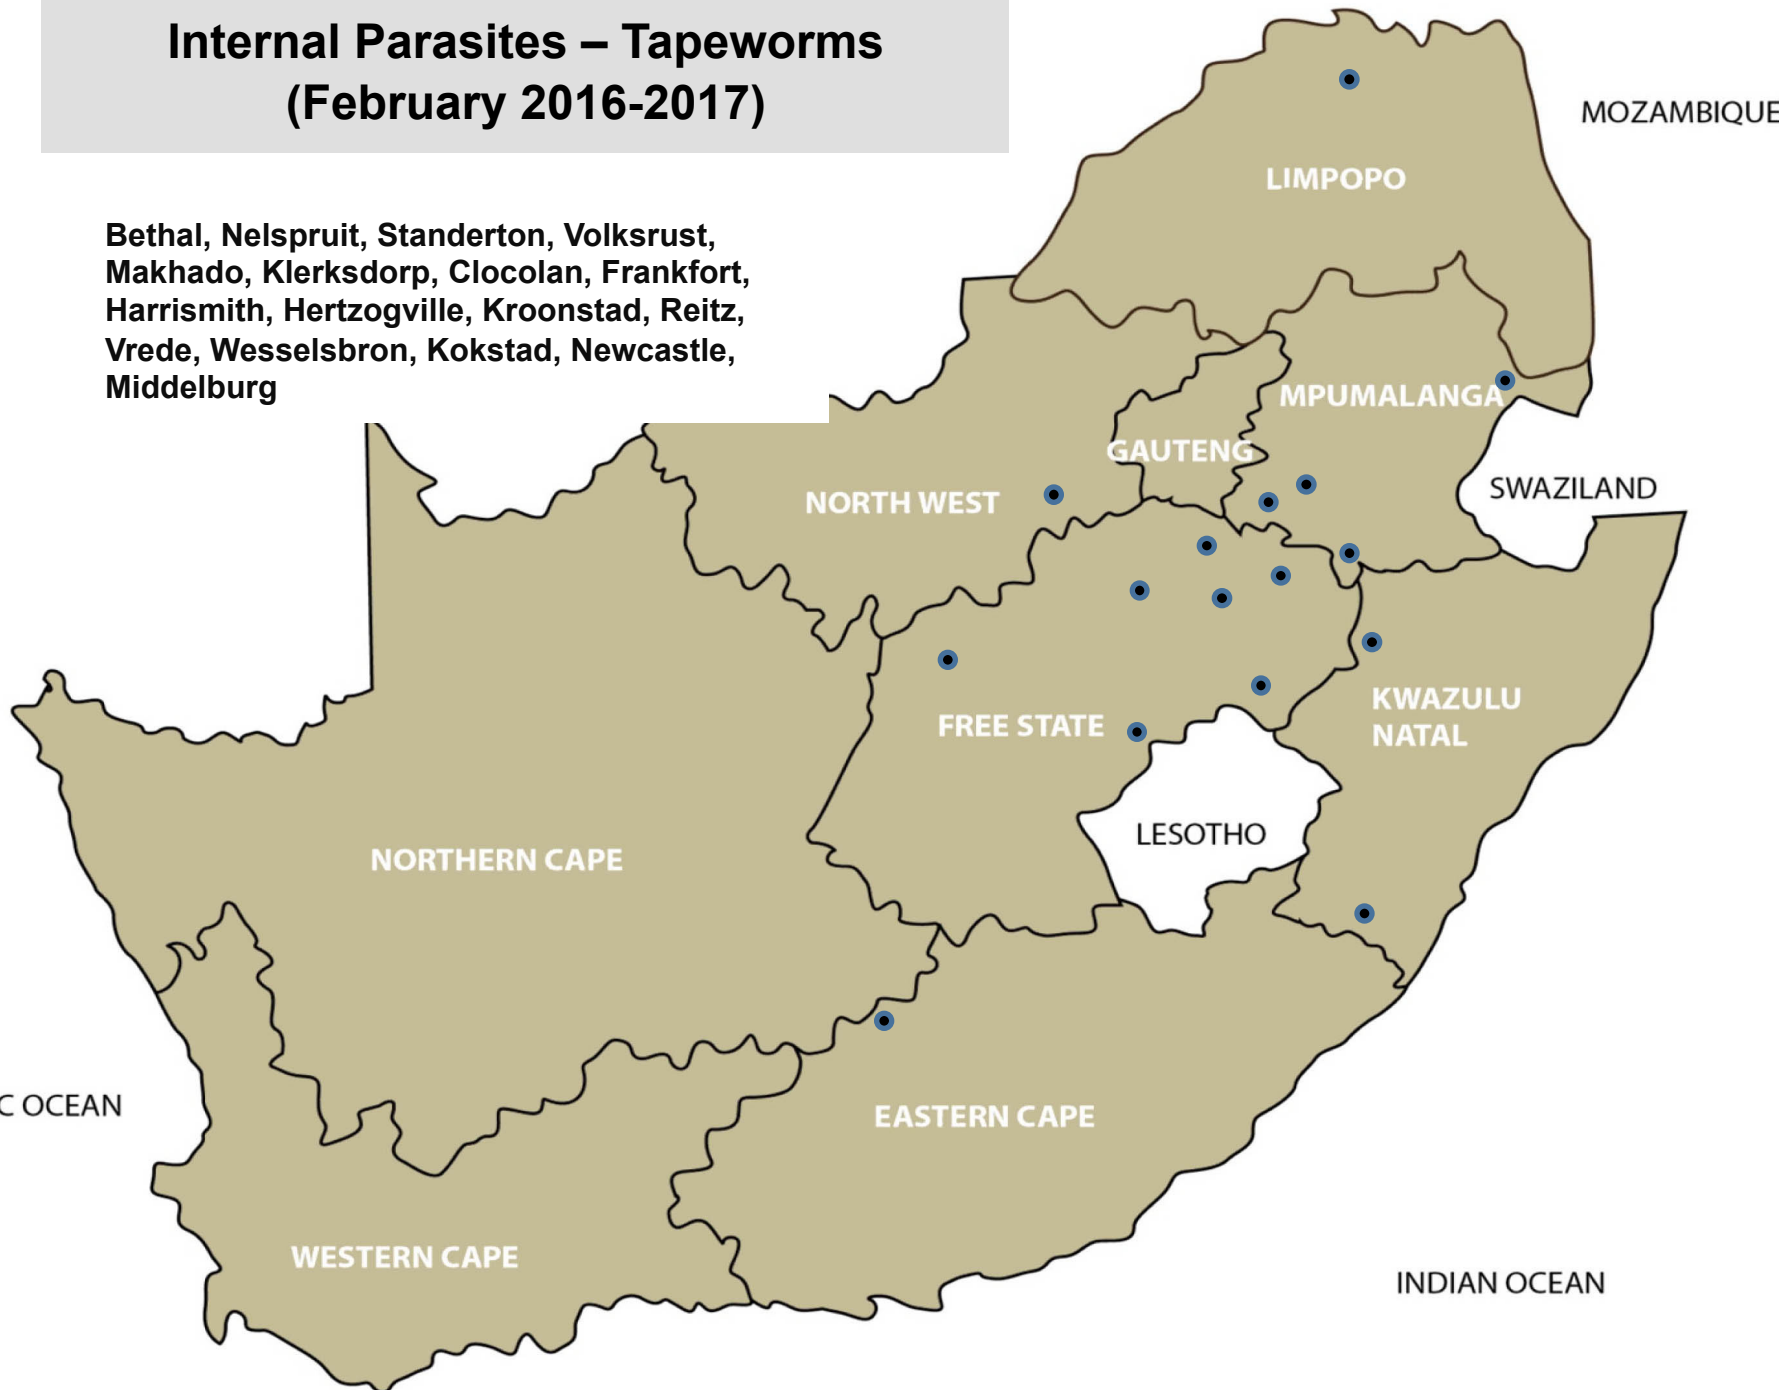 Internal Parasites – Tapeworms
(February 2016-2017)
Bethal, Nelspruit, Standerton, Volksrust,
Makhado, Klerksdorp, Clocolan, Frankfort,
Harrismith, Hertzogville, Kroonstad, Reitz,
Vrede, Wesselsbron, Kokstad, Newcastle,
Middelburg
MOZAMBIQUE
LIMPOPO
MPUMALANGA
GAUTENG
SWAZILAND
NORTH WEST
KWAZULU
NATAL
FREE STATE
LESOTHO
NORTHERN CAPE
C OCEAN
EASTERN CAPE
WESTERN CAPE
INDIAN OCEAN